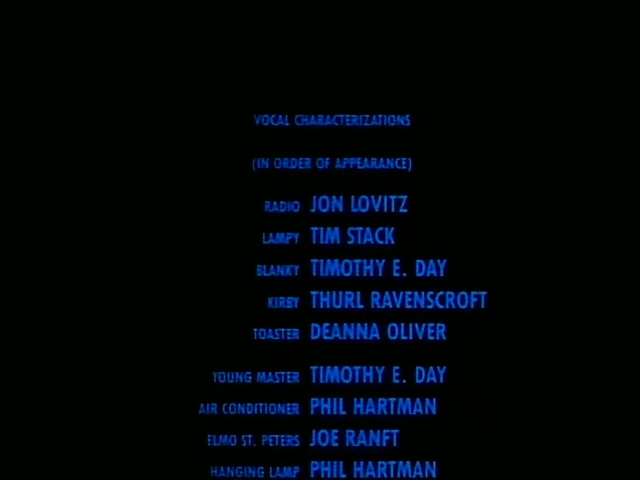 VOCAL CHARACTERIZATIONS
(IN ORDER OF APPEARANCE)
RADIO JON LOVITZ
LAMPY TIM STACK
BLANKY TIMOTHY E. DAY
KIRBY THURL RAVENSCROFT
TOASTER DEANNA OLIVER
YOUNG MASTER TIMOTHY E. DAY
AIR CONDITIONER PHIL HARTMAN
ELMO ST. PETERS JOE RANFT
HANGING LAMP PHIL HARTMAN